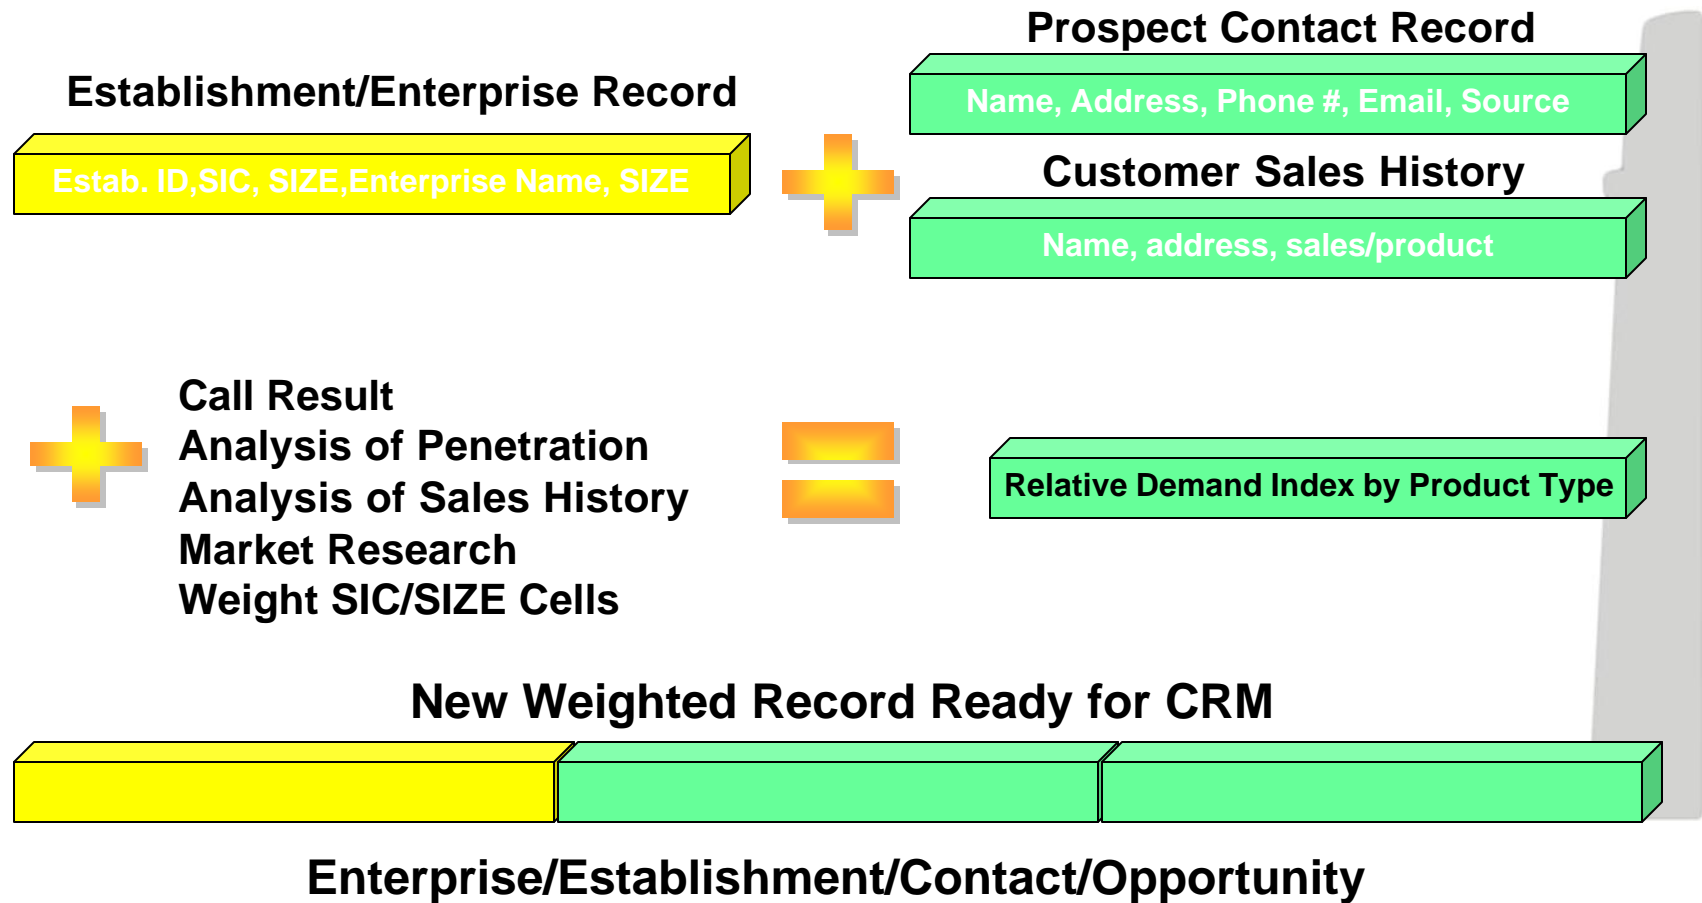 Establishment/Enterprise Record
Estab. ID,SIC, SIZE,Enterprise Name, SIZE
Prospect Contact Record
Name, Address, Phone #, Email, Source
Customer Sales History
Name, address, sales/product
Call Result
Analysis of Penetration
Analysis of Sales History
Market Research
Weight SIC/SIZE Cells
Relative Demand Index by Product Type
New Weighted Record Ready for CRM
Enterprise/Establishment/Contact/Opportunity